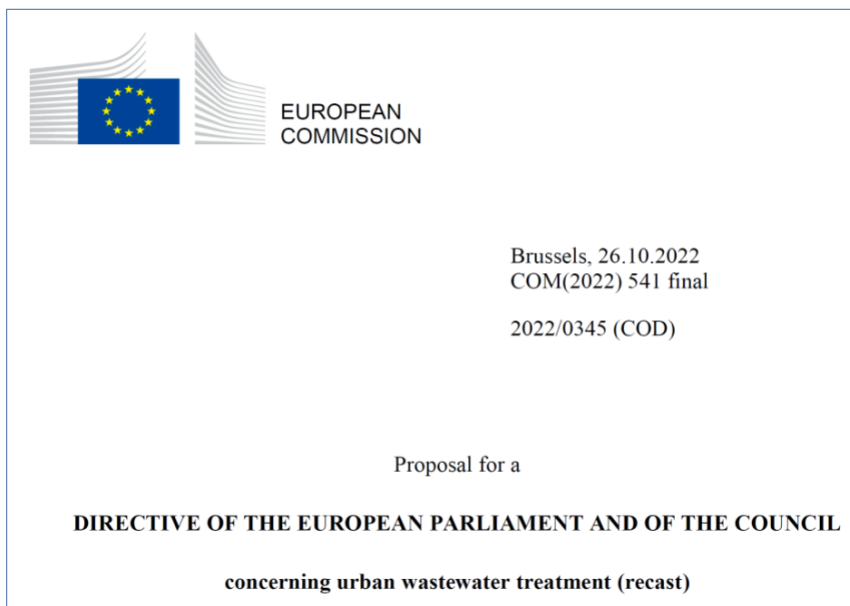 EUROPEAN
COMMISSION
Brussels, 26.10.2022
COM(2022) 541 final
2022/0345 (COD)
Proposal for a
DIRECTIVE OF THE EUROPEAN PARLIAMENT AND OF THE COUNCIL
concerning urban wastewater treatment (recast)